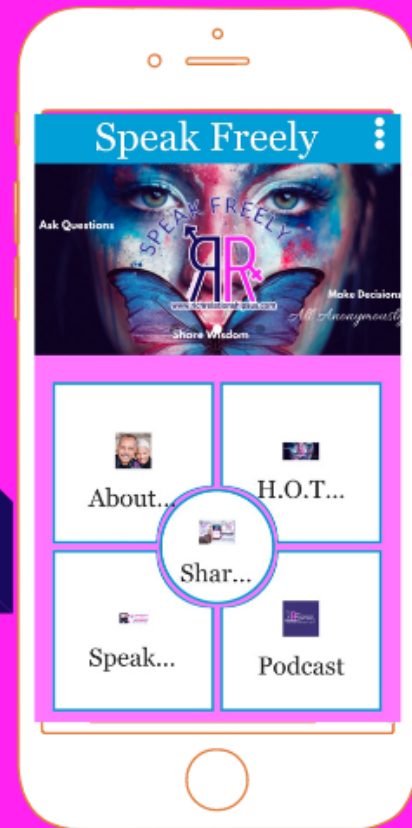 Speak Freely
Ask Questions
SPEAK FREELY
RR
Make Decisions
All Anonymously
Share Wisdom
About...
H.O.T...
Shar...
Speak...
Podcast